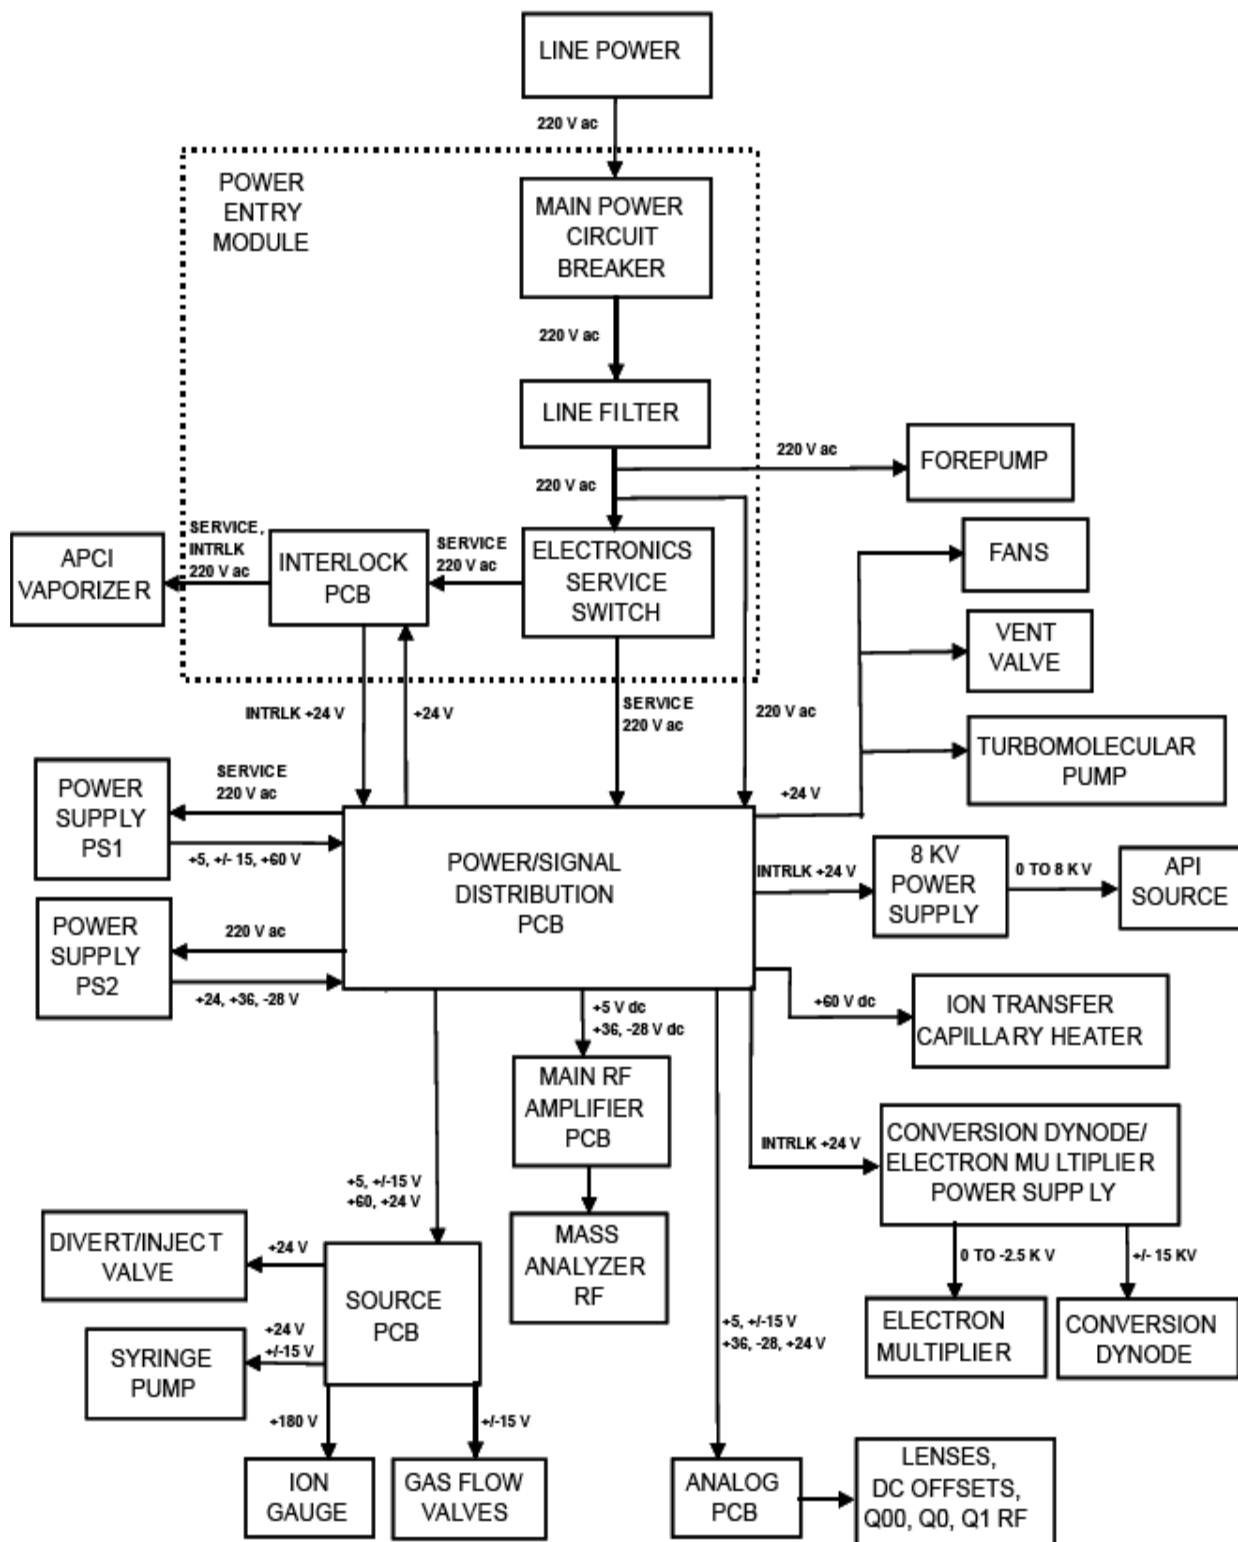 LINE POWER
220 V ac
POWER
ENTRY
MODULE
MAIN POWER
CIRCUIT
BREAKER
220 V ac
LINE FILTER
220 V ac
FOREPUMP
220 V ac
APCI
VAPORIZER
SERVICE,
INTRLK
220 V ac
INTERLOCK
PCB
SERVICE
220 V ac
ELECTRONICS
SERVICE
SWITCH
FANS
VENT
VALVE
TURBOMOLECULAR
PUMP
INTRLK +24 V
+24 V
SERVICE
220 V ac
220 V ac
+24 V
POWER
SUPPLY
PS1
SERVICE
220 V ac
+5, +/- 15, +60 V
POWER/SIGNAL
DISTRIBUTION
PCB
INTRLK +24 V
8 KV
POWER
SUPPLY
0 TO 8 KV
API
SOURCE
POWER
SUPPLY
PS2
220 V ac
+24, +36, -28 V
+60 V dc
ION TRANSFER
CAPILLARY HEATER
+5 V dc
+36, -28 V dc
MAIN RF
AMPLIFIER
PCB
INTRLK +24 V
CONVERSION DYNODE/
ELECTRON MULTIPLIER
POWER SUPPLY
+5, +/-15 V
+60, +24 V
MASS
ANALYZER
RF
0 TO -2.5 K V
+/- 15 KV
DIVERT/INJECT
VALVE
+24 V
SOURCE
PCB
ELECTRON
MULTIPLIER
CONVERSION
DYNODE
SYRINGE
PUMP
+24 V
+/-15 V
+5, +/-15 V
+36, -28, +24 V
+180 V
+/-15 V
ION
GAUGE
GAS FLOW
VALVES
ANALOG
PCB
LENSES,
DC OFFSETS,
Q00, Q0, Q1 RF